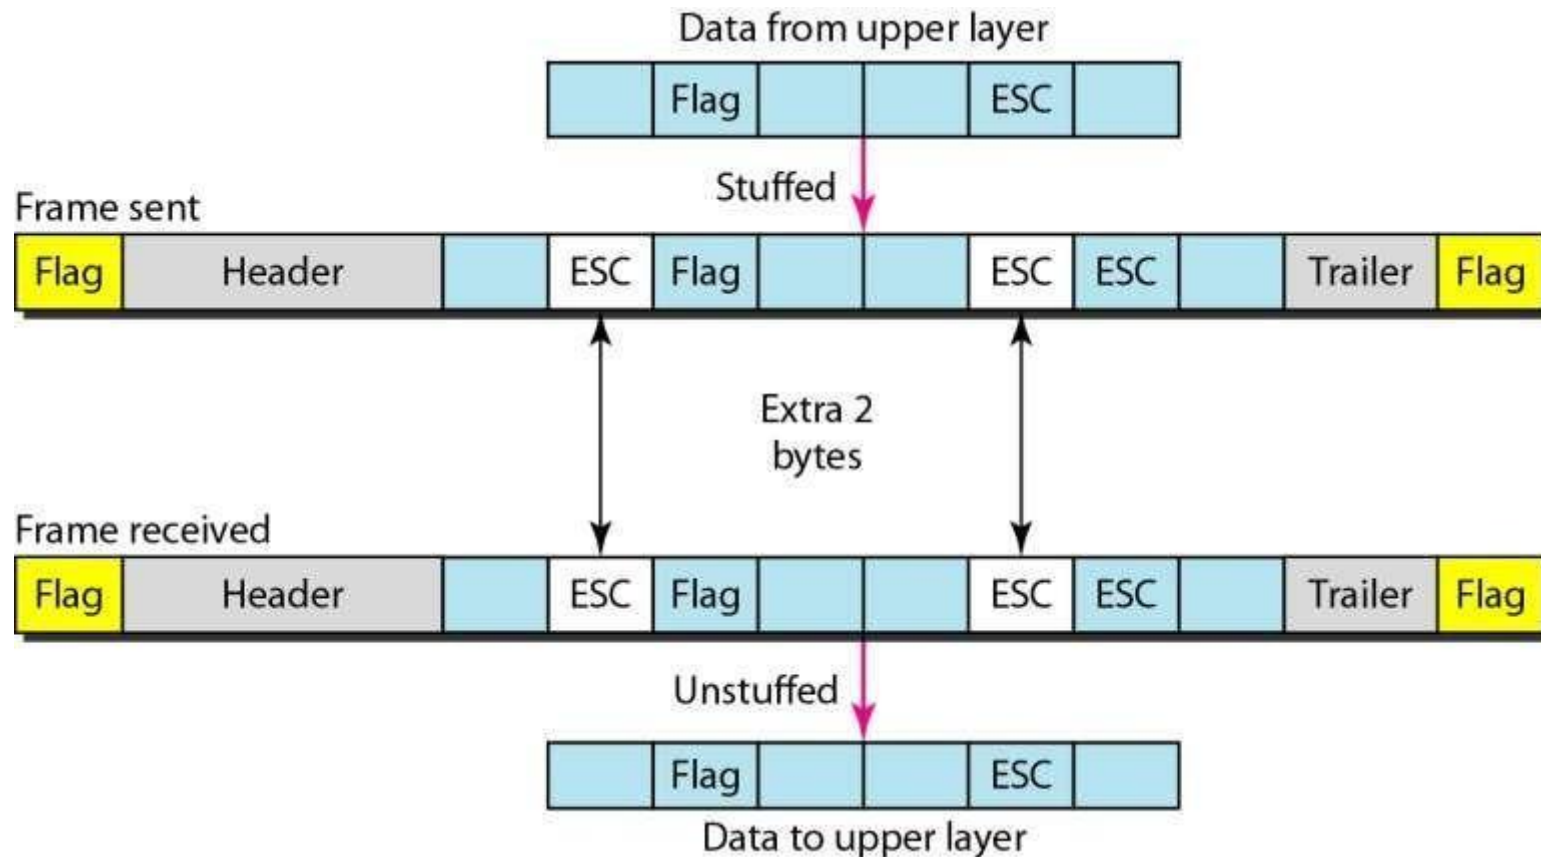 Data from upper layer
Flag ESC
Stuffed
Frame sent
Flag Header ESC Flag ESC ESC Trailer Flag
Extra 2
bytes
Frame received
Flag Header ESC Flag ESC ESC Trailer Flag
Unstuffed
Flag ESC
Data to upper layer